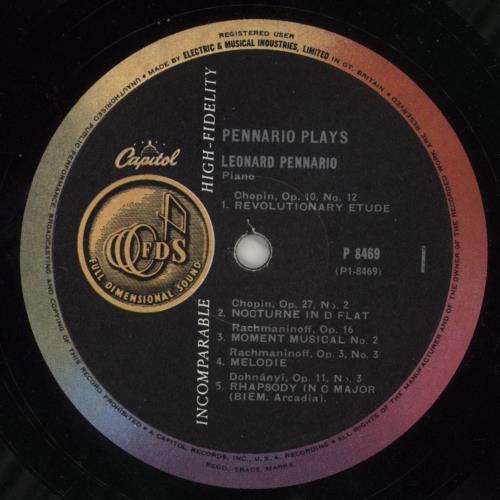 REGISTERED USER
MADE BY ELECTRIC & MUSICAL INDUSTRIES, LIMITED IN GT. BRITAIN.
ALL RIGHTS OF THE MANUFACTURER AND OF THE OWNER OF THE RECORDED WORK ARE RESERVED
UNAUTHORISED PUBLIC PERFORMANCE, BROADCASTING AND COPYING OF THIS RECORD PROHIBITED
A CAPITOL RECORDS, INC., U.S.A. RECORDING
REGD. TRADE MARKS
Capitol
FDS
FULL DIMENSIONAL SOUND
INCOMPARABLE HIGH-FIDELITY
PENNARIO PLAYS
LEONARD PENNARIO
Piano
Chopin, Op. 10, No. 12
1. REVOLUTIONARY ETUDE
P 8469
(P1-8469)
Chopin, Op. 27, No. 2
2. NOCTURNE IN D FLAT
Rachmaninoff, Op. 16
3. MOMENT MUSICAL No. 2
Rachmaninoff, Op. 3, No. 3
4. MELODIE
Dohnányi, Op. 11, No. 3
5. RHAPSODY IN C MAJOR
(BIEM. Arcadia).